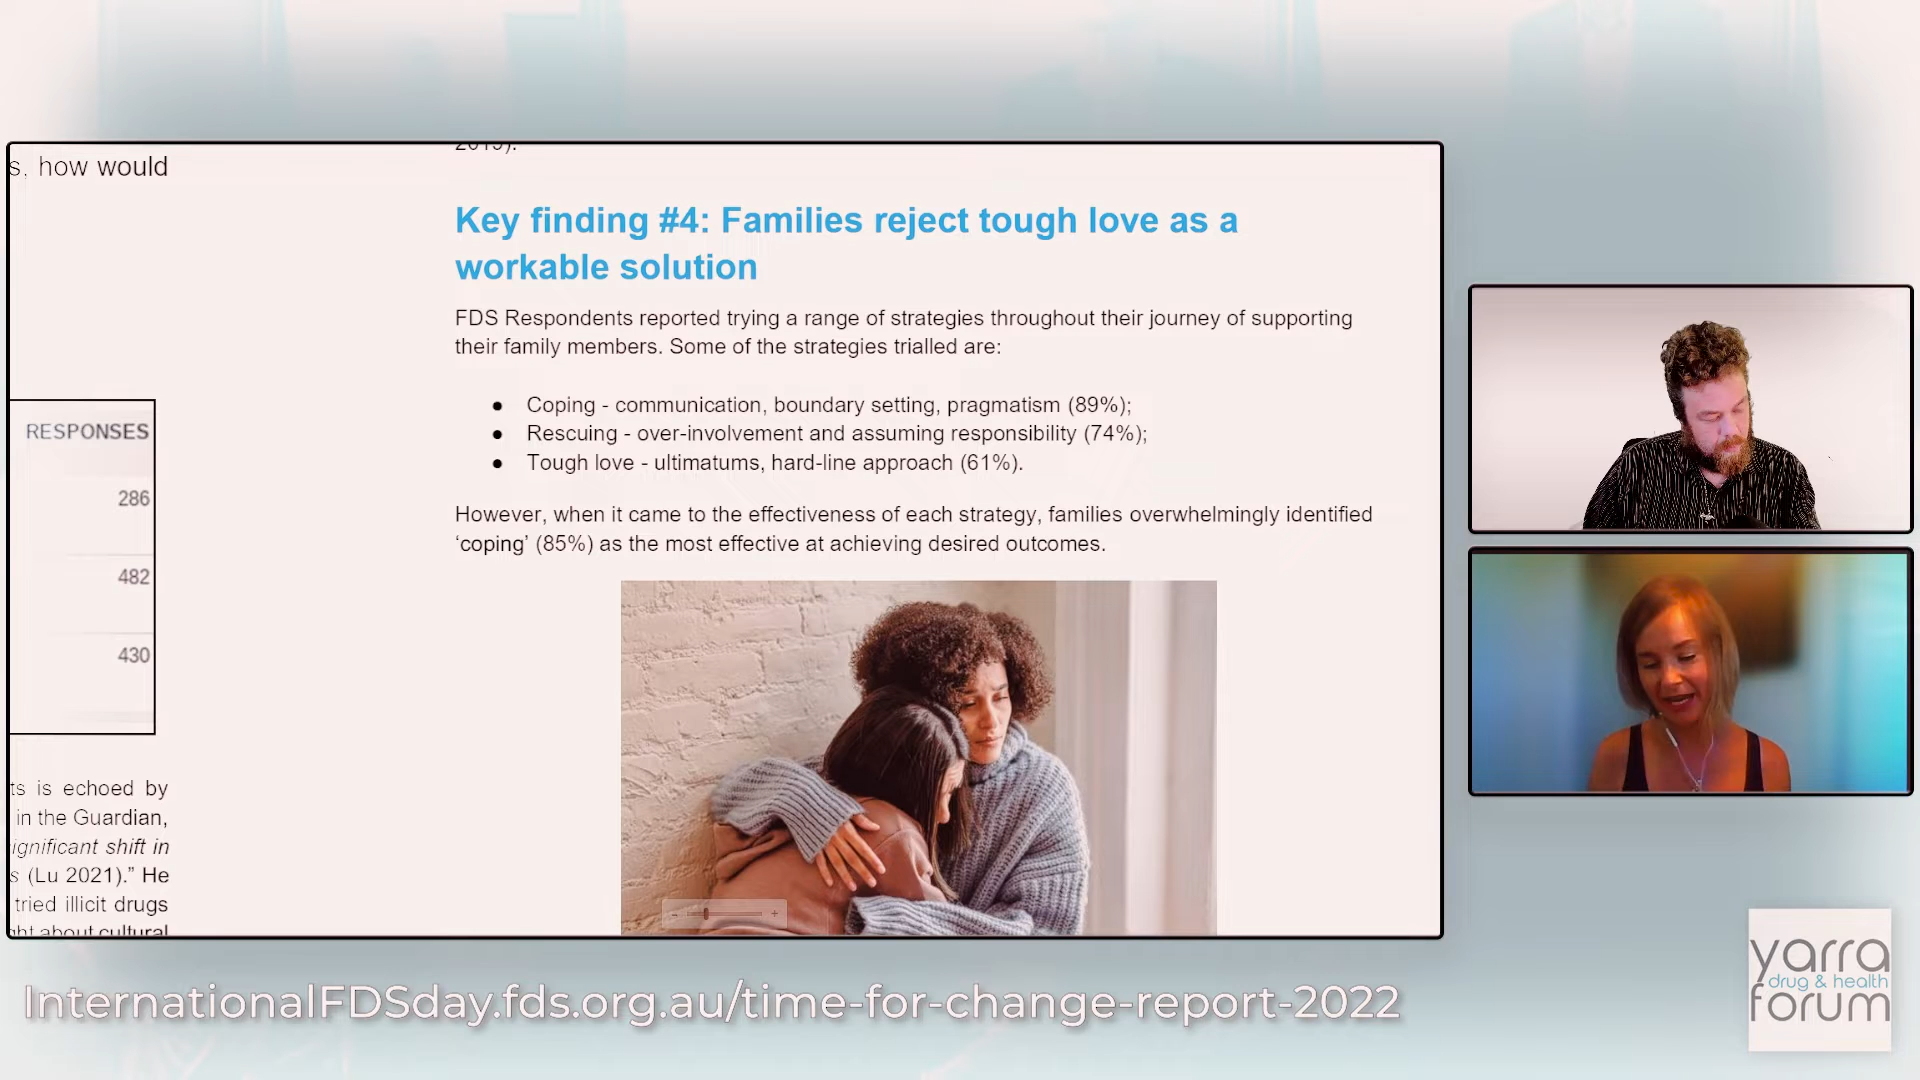 2019).
s, how would
RESPONSES
286
482
430
ts is echoed by
in the Guardian,
ignificant shift in
s (Lu 2021).” He
tried illicit drugs
ght about cultural
Key finding #4: Families reject tough love as a
workable solution
FDS Respondents reported trying a range of strategies throughout their journey of supporting
their family members. Some of the strategies trialled are:
● Coping - communication, boundary setting, pragmatism (89%);
● Rescuing - over-involvement and assuming responsibility (74%);
● Tough love - ultimatums, hard-line approach (61%).
However, when it came to the effectiveness of each strategy, families overwhelmingly identified
‘coping’ (85%) as the most effective at achieving desired outcomes.
InternationalFDSday.fds.org.au/time-for-change-report-2022
yarra
drug & health
forum